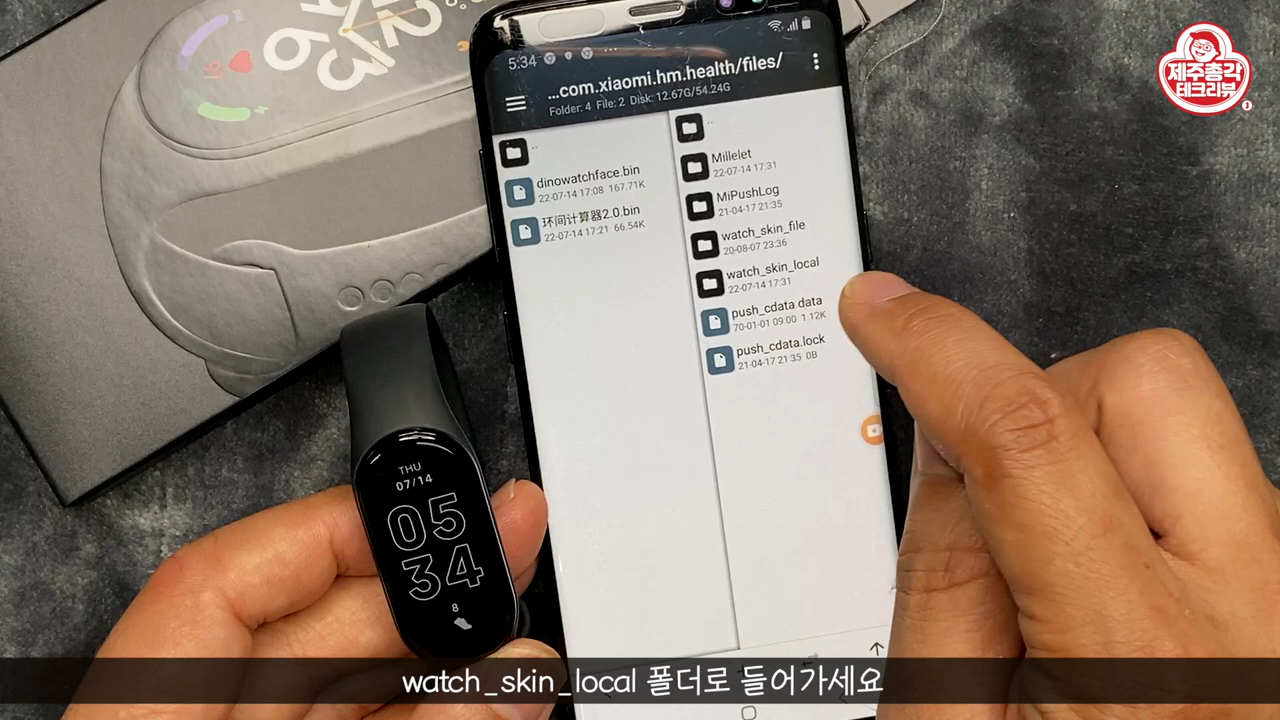 5:34
...com.xiaomi.hm.health/files/
Folder: 4 File: 2 Disk: 12.67G/54.24G
..
dinowatchface.bin
22-07-14 17:08 167.71K
环间计算器2.0.bin
22-07-14 17:21 66.54K
..
Millelet
22-07-14 17:31
MiPushLog
21-04-17 21:35
watch_skin_file
20-08-07 23:36
watch_skin_local
22-07-14 17:31
push_cdata.data
70-01-01 09:00 1.12K
push_cdata.lock
21-04-17 21:35 0B
THU
07/14
05
34
8
제주총각
테크리뷰
watch_skin_local 폴더로 들어가세요